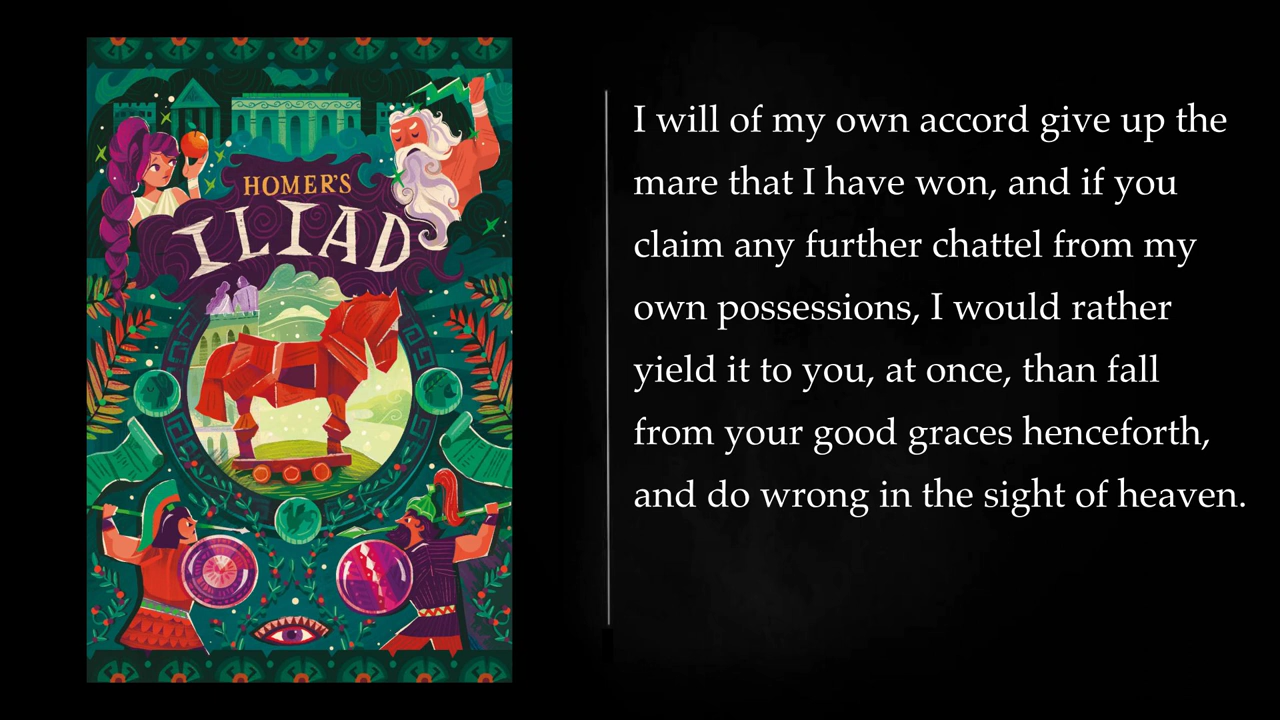 HOMER'S
ILIAD
I will of my own accord give up the
mare that I have won, and if you
claim any further chattel from my
own possessions, I would rather
yield it to you, at once, than fall
from your good graces henceforth,
and do wrong in the sight of heaven.